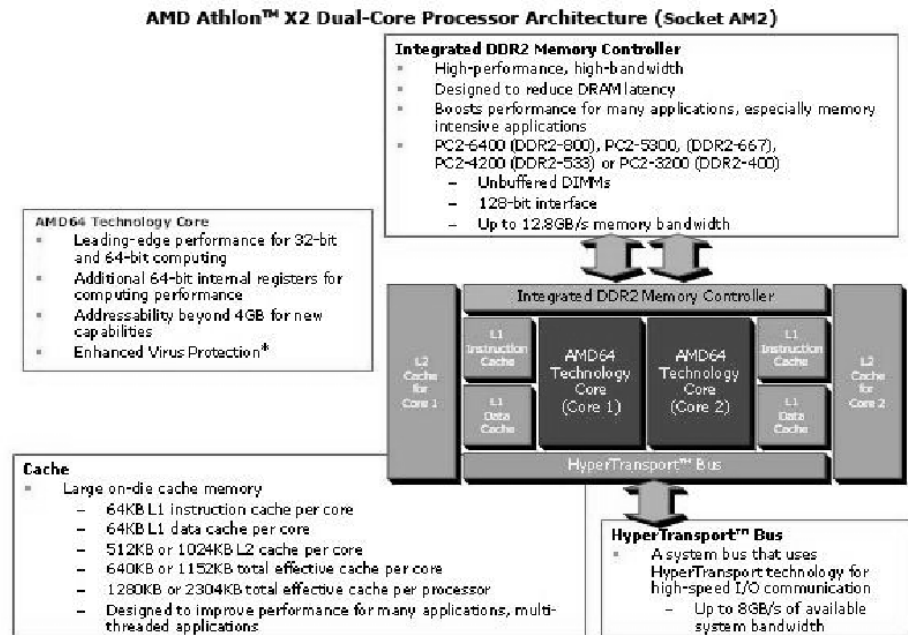 AMD Athlon™ X2 Dual-Core Processor Architecture (Socket AM2)
Integrated DDR2 Memory Controller
▪ High-performance, high-bandwidth
▪ Designed to reduce DRAM latency
▪ Boosts performance for many applications, especially memory
intensive applications
▪ PC2-6400 (DDR2-800), PC2-5300, (DDR2-667),
PC2-4200 (DDR2-533) or PC2-3200 (DDR2-400)
– Unbuffered DIMMs
– 128-bit interface
– Up to 12.8GB/s memory bandwidth
AMD64 Technology Core
▪ Leading-edge performance for 32-bit
and 64-bit computing
▪ Additional 64-bit internal registers for
computing performance
▪ Addressability beyond 4GB for new
capabilities
▪ Enhanced Virus Protection*
Integrated DDR2 Memory Controller
L2
Cache
for
Core 1
L1
Instruction
Cache
L1
Data
Cache
AMD64
Technology
Core
(Core 1)
AMD64
Technology
Core
(Core 2)
L1
Instruction
Cache
L1
Data
Cache
L2
Cache
for
Core 2
HyperTransport™ Bus
Cache
▪ Large on-die cache memory
– 64KB L1 instruction cache per core
– 64KB L1 data cache per core
– 512KB or 1024KB L2 cache per core
– 640KB or 1152KB total effective cache per core
– 1280KB or 2304KB total effective cache per processor
– Designed to improve performance for many applications, multi-
threaded applications
HyperTransport™ Bus
▪ A system bus that uses
HyperTransport technology for
high-speed I/O communication
– Up to 8GB/s of available
system bandwidth